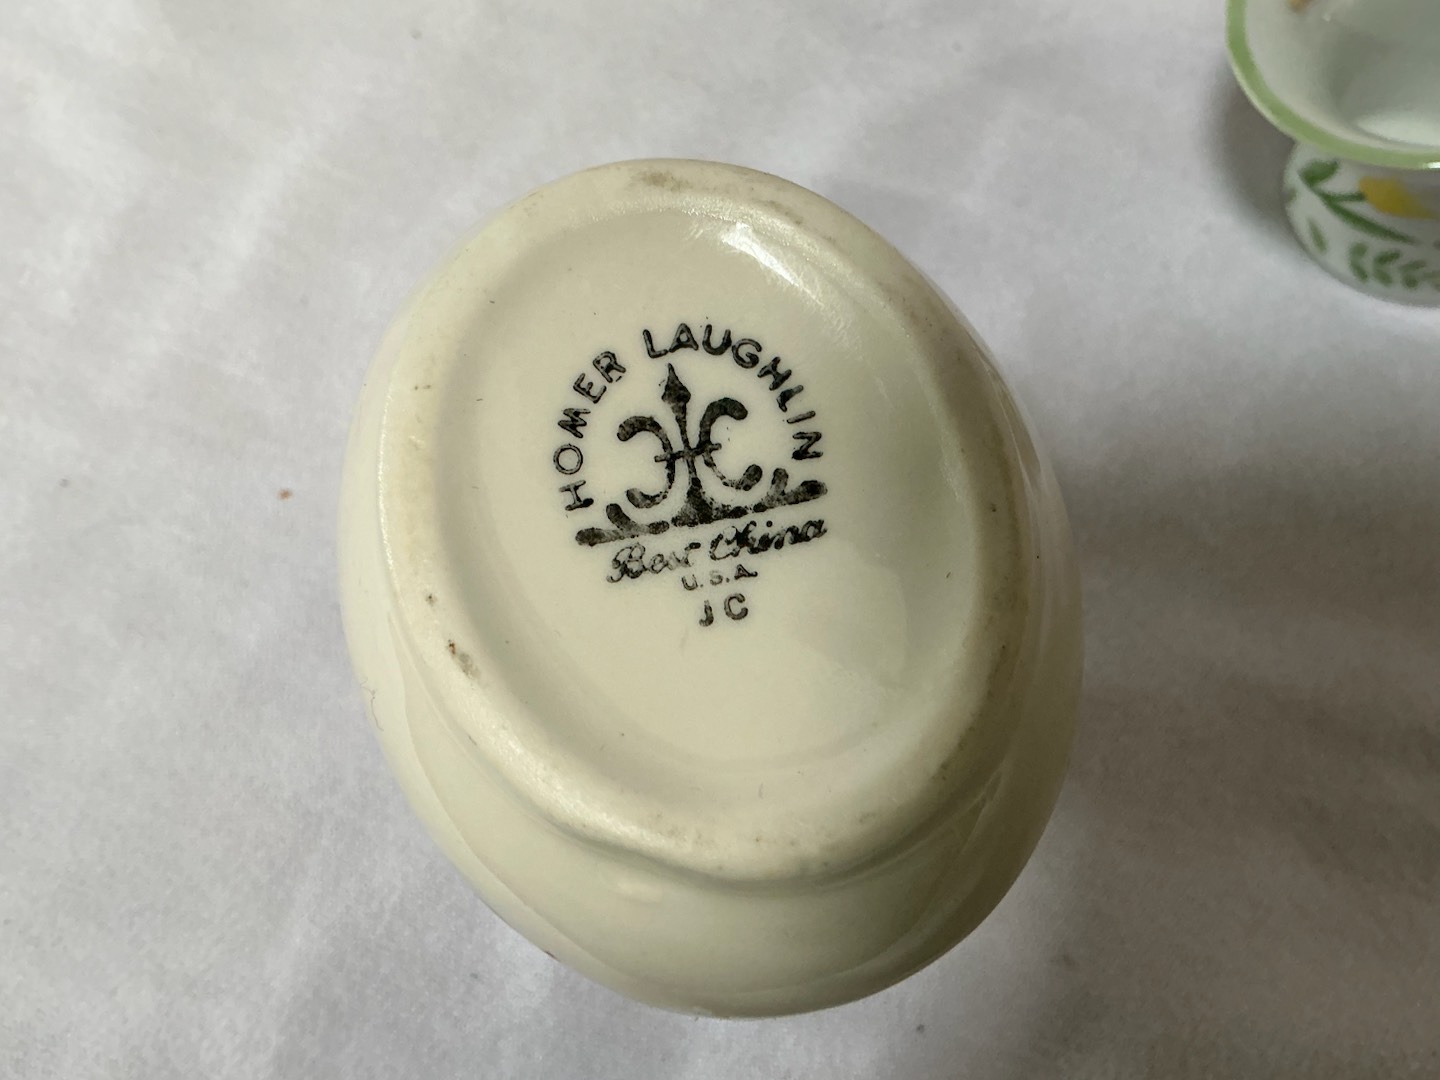 HOMER LAUGHLIN
Best China
U.S.A.
JC